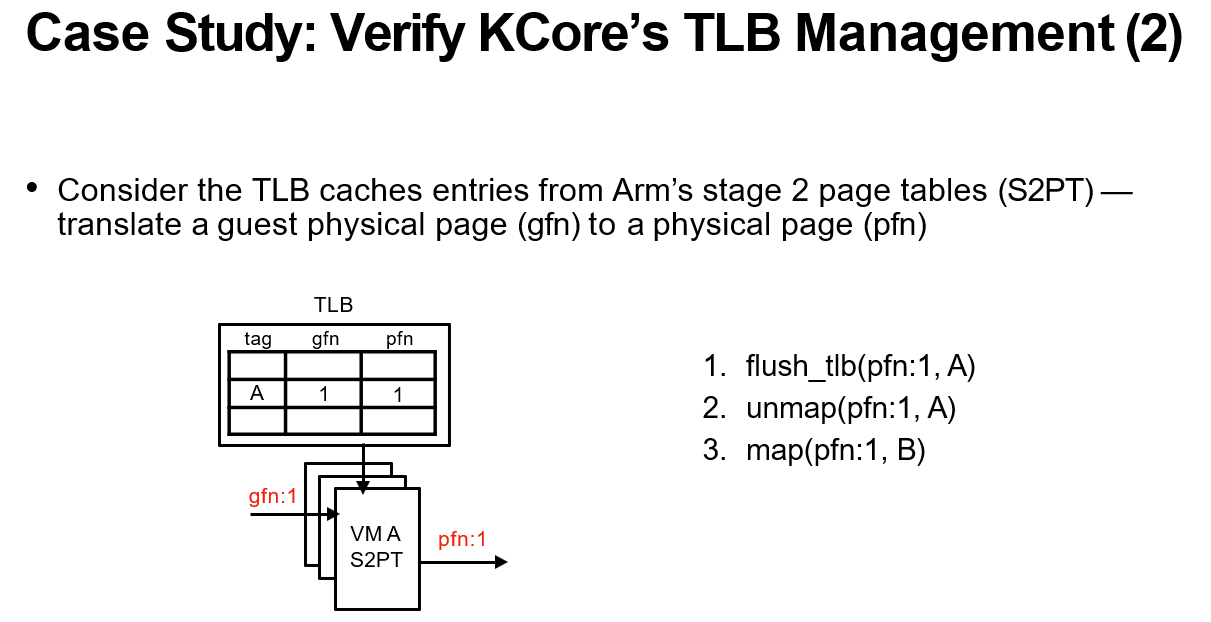 Case Study: Verify KCore's TLB Management (2)
• Consider the TLB caches entries from Arm's stage 2 page tables (S2PT) —
translate a guest physical page (gfn) to a physical page (pfn)
TLB
tag gfn pfn
A 1 1
gfn:1
VM A
S2PT
pfn:1
1. flush_tlb(pfn:1, A)
2. unmap(pfn:1, A)
3. map(pfn:1, B)